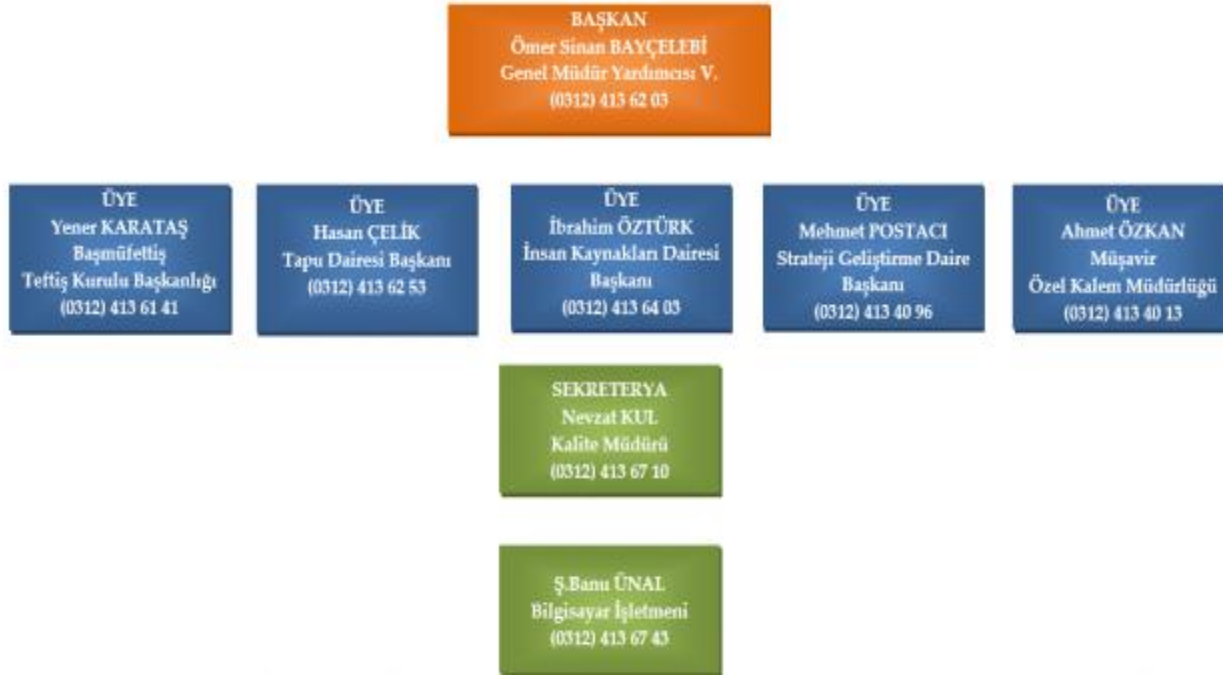 BAŞKAN
Ömer Sinan BAYÇELEBİ
Genel Müdür Yardımcısı V.
(0312) 413 62 03
ÜYE
Yener KARATAŞ
Başmüfettiş
Teftiş Kurulu Başkanlığı
(0312) 413 61 41
ÜYE
Hasan ÇELİK
Tapu Dairesi Başkanı
(0312) 413 62 53
ÜYE
İbrahim ÖZTÜRK
İnsan Kaynakları Dairesi
Başkanı
(0312) 413 64 03
ÜYE
Mehmet POSTACI
Strateji Geliştirme Daire
Başkanı
(0312) 413 40 96
ÜYE
Ahmet ÖZKAN
Müşavir
Özel Kalem Müdürlüğü
(0312) 413 40 13
SEKRETERYA
Nevzat KUL
Kalite Müdürü
(0312) 413 67 10
Ş.Banu ÜNAL
Bilgisayar İşletmeni
(0312) 413 67 43